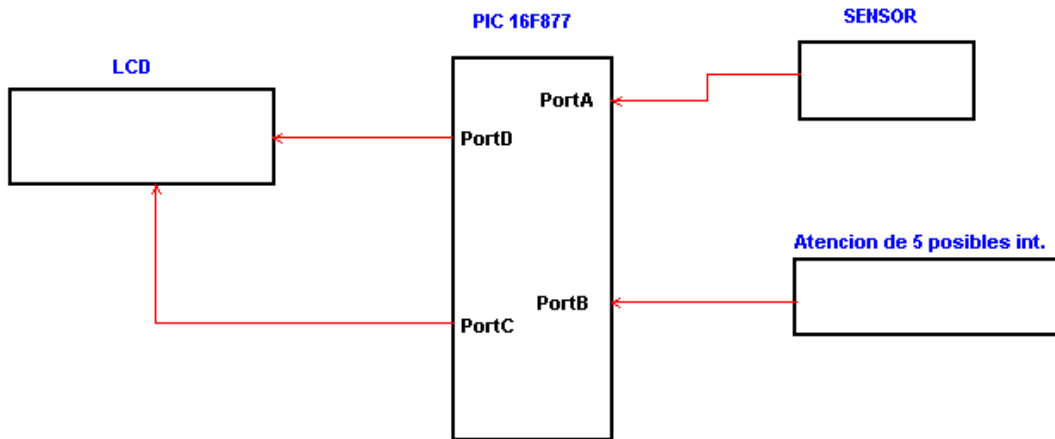 PIC 16F877
SENSOR
LCD
PortA
PortD
Atencion de 5 posibles int.
PortB
PortC